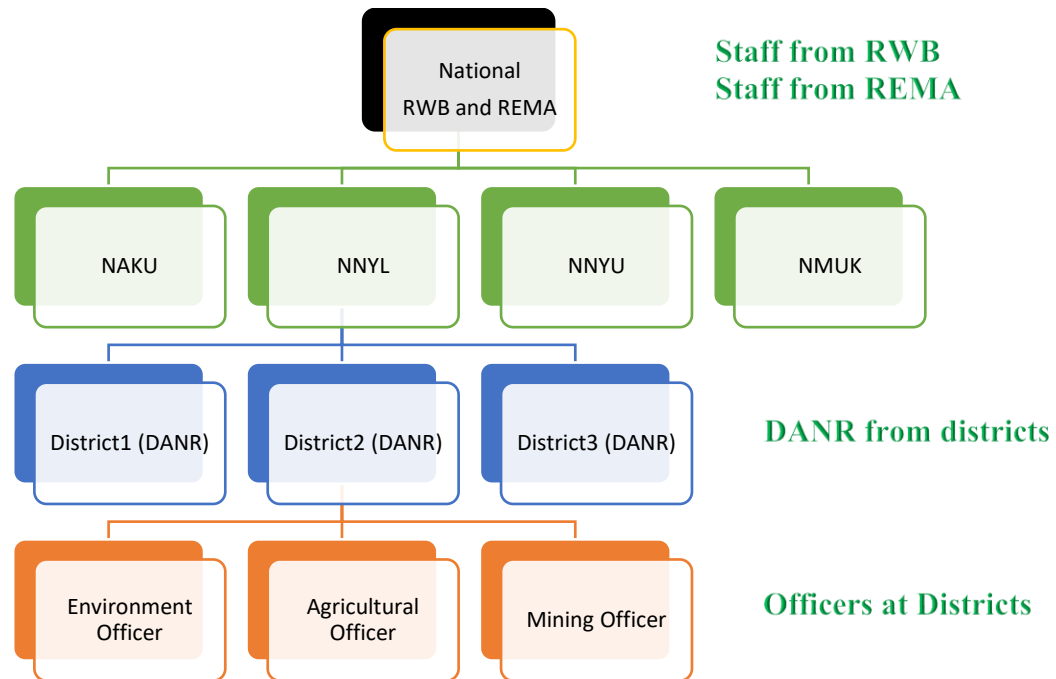 National
RWB and REMA
Staff from RWB
Staff from REMA
NAKU
NNYL
NNYU
NMUK
District1 (DANR)
District2 (DANR)
District3 (DANR)
DANR from districts
Environment
Officer
Agricultural
Officer
Mining Officer
Officers at Districts